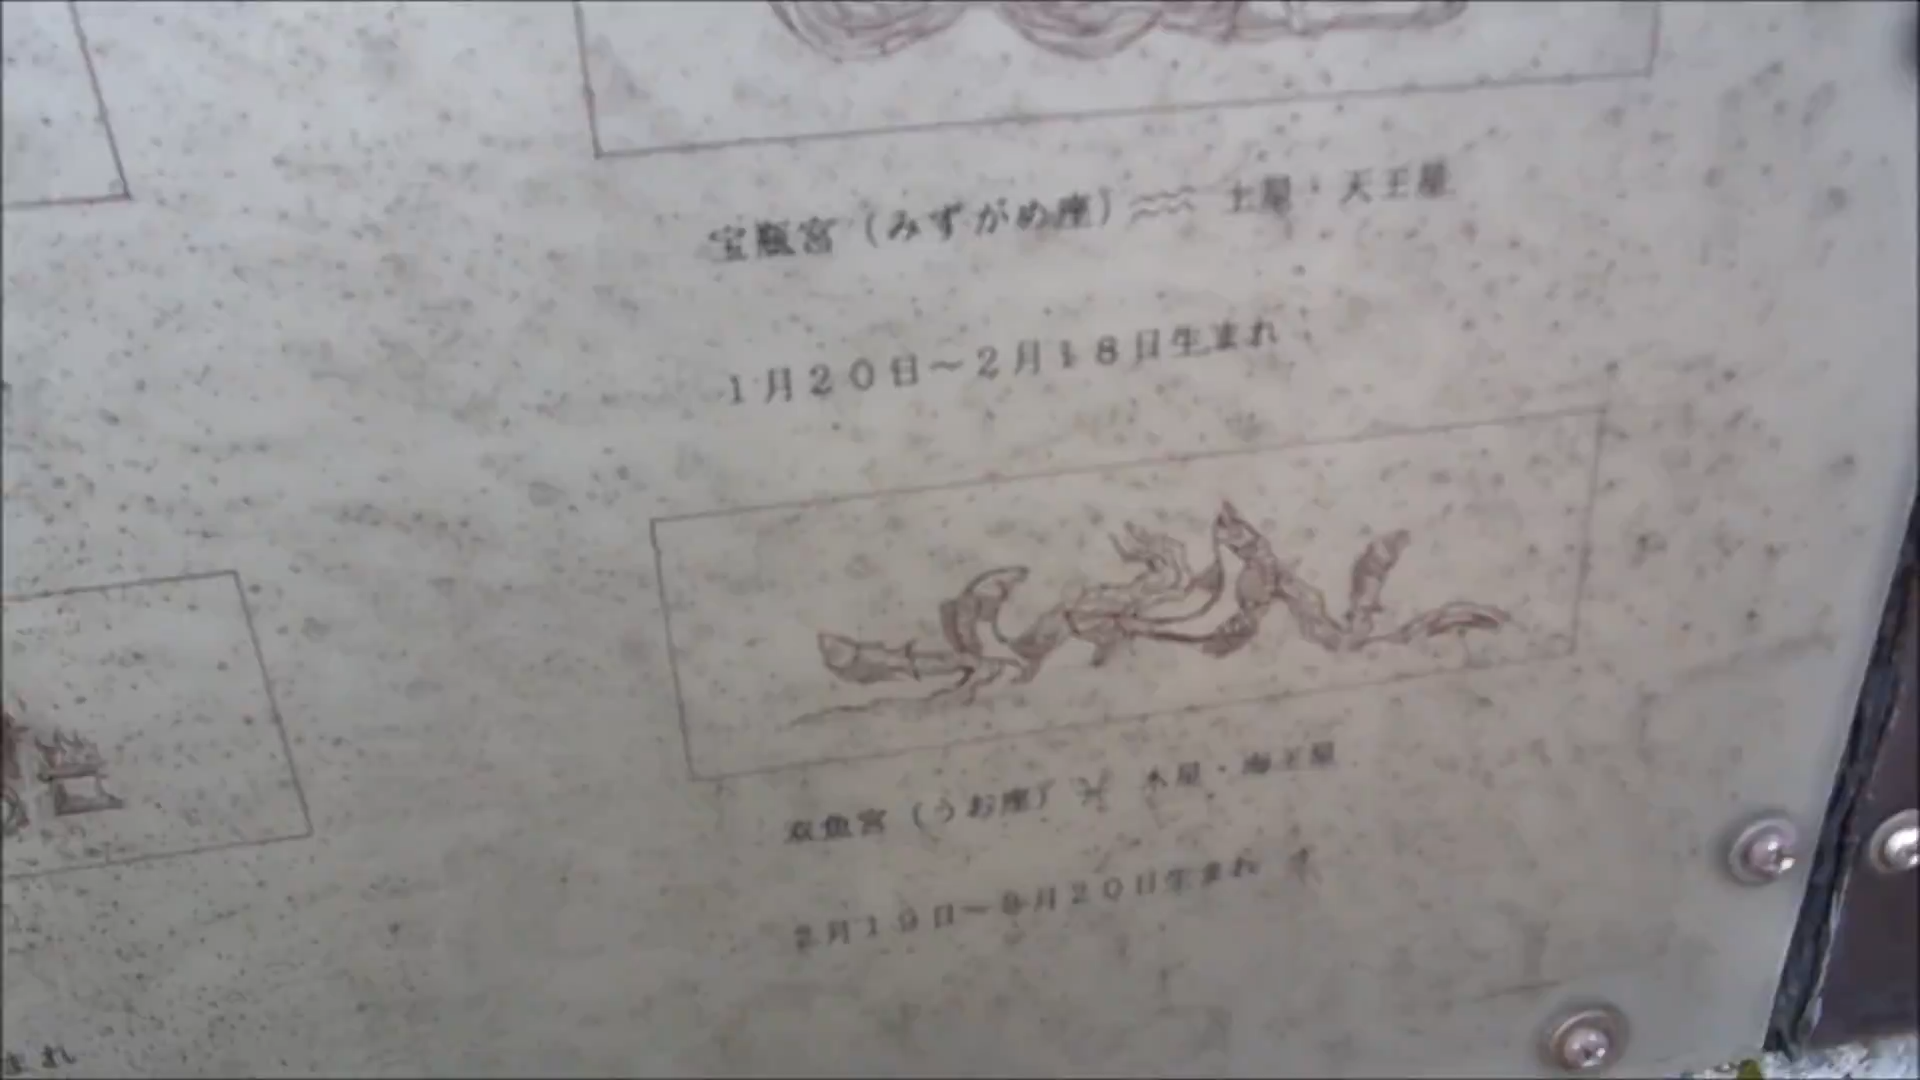 宝瓶宮（みずがめ座）♒ 土星・天王星
1月20日～2月18日生まれ
双魚宮（うお座）♓ 木星・海王星
2月19日～3月20日生まれ
まれ